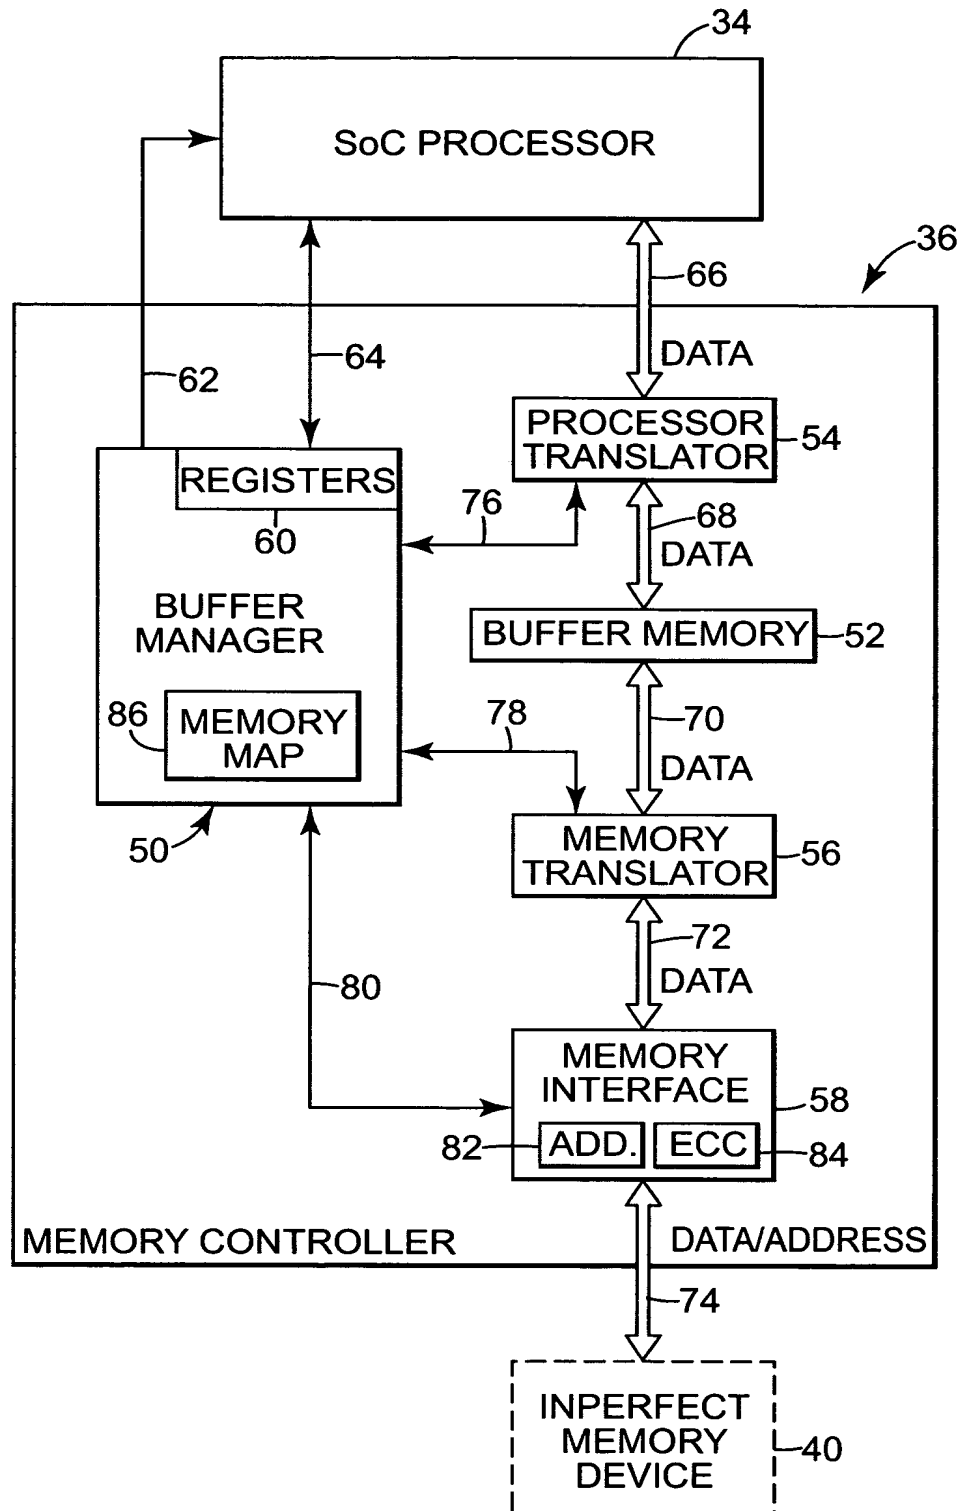 34
SoC PROCESSOR
36
66
62
64
DATA
PROCESSOR
TRANSLATOR
54
REGISTERS
60
76
68
DATA
BUFFER
MANAGER
BUFFER MEMORY
52
86
MEMORY
MAP
78
70
DATA
50
MEMORY
TRANSLATOR
56
72
DATA
80
MEMORY
INTERFACE
58
82
ADD.
ECC
84
MEMORY CONTROLLER
DATA/ADDRESS
74
INPERFECT
MEMORY
DEVICE
40